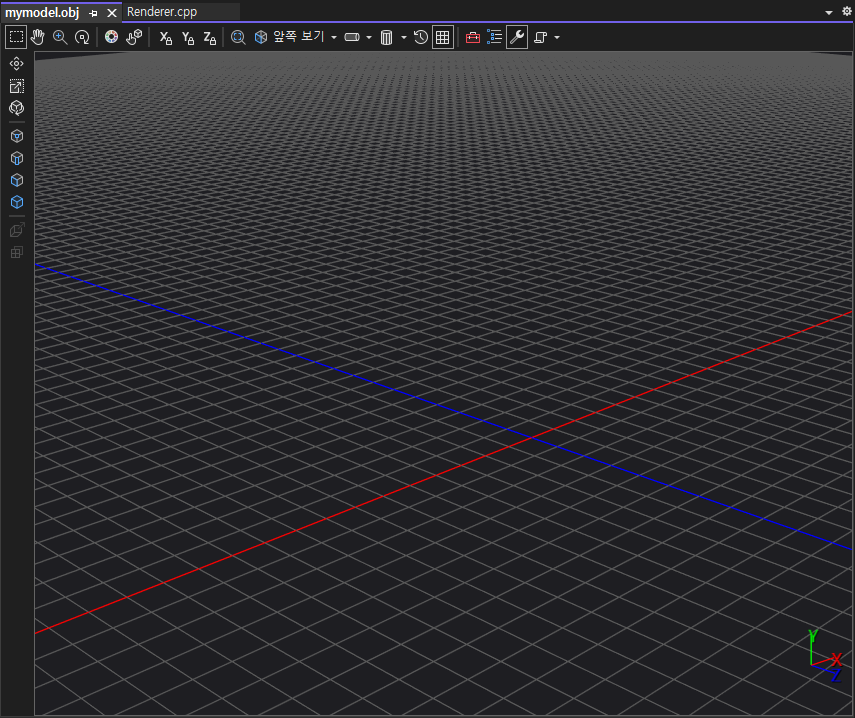 mymodel.obj Renderer.cpp
X Y Z 앞쪽 보기
Y
X
Z